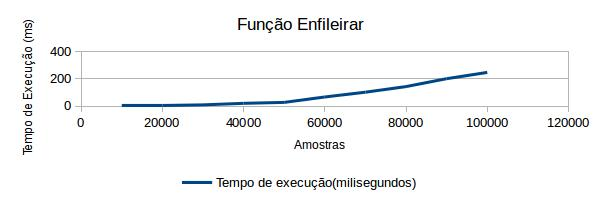 Função Enfileirar
Tempo de Execução (ms)
400
200
0
0 20000 40000 60000 80000 100000 120000
Amostras
Tempo de execução(milisegundos)